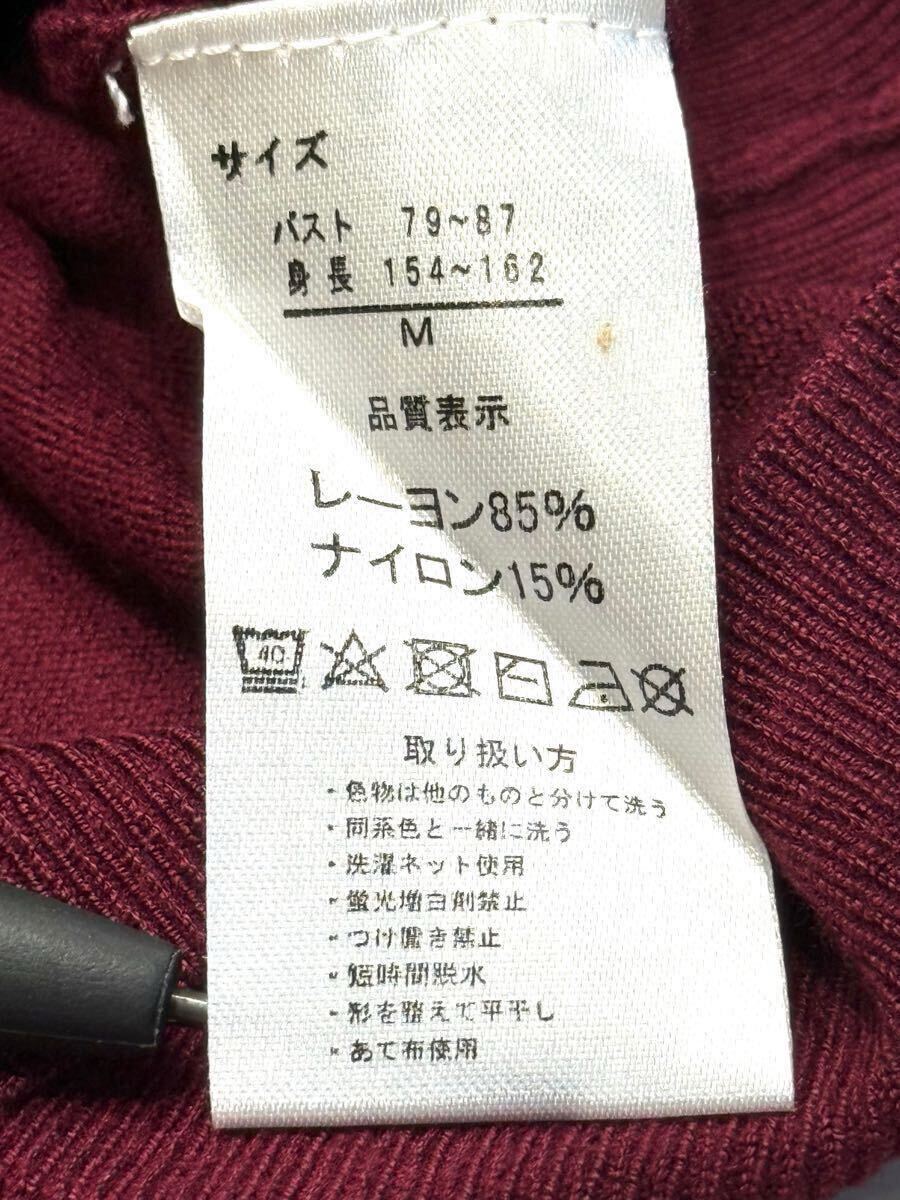 サイズ
バスト 79~87
身長 154~162
M
品質表示
レーヨン85%
ナイロン15%
40
取り扱い方
・色物は他のものと分けて洗う
・同系色と一緒に洗う
・洗濯ネット使用
・蛍光増白剤禁止
・つけ置き禁止
・短時間脱水
・形を整えて平干し
・あて布使用